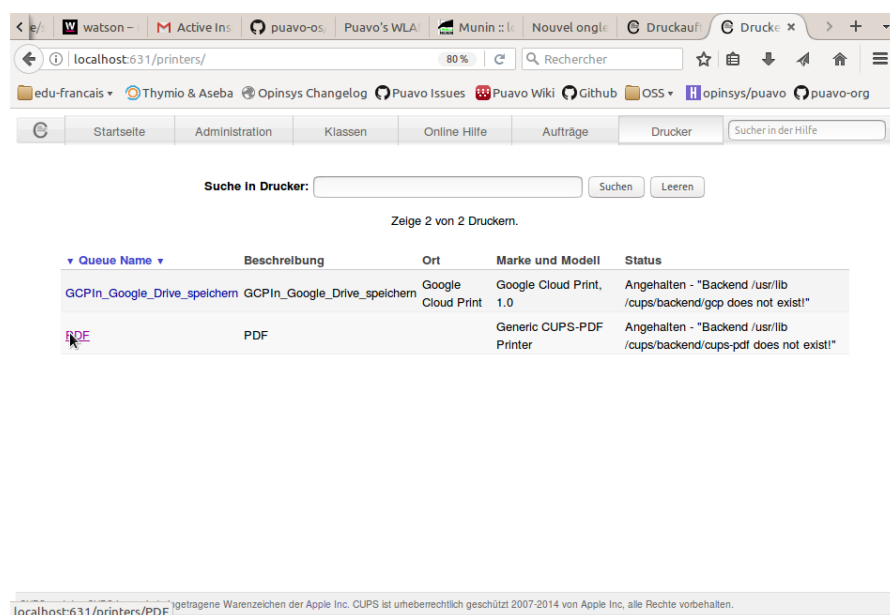 e/: watson – Active Ins puavo-os, Puavo's WLA Munin :: lo Nouvel ongle Druckauft Drucke × > +
localhost:631/printers/ 80 % Rechercher
edu-francais Thymio & Aseba Opinsys Changelog Puavo Issues Puavo Wiki Github OSS opinsys/puavo puavo-org
Startseite Administration Klassen Online Hilfe Aufträge Drucker Sucher in der Hilfe
Suche in Drucker: Suchen Leeren
Zeige 2 von 2 Druckern.
▼ Queue Name ▼ Beschreibung Ort Marke und Modell Status
GCPIn_Google_Drive_speichern GCPIn_Google_Drive_speichern Google Cloud Print Google Cloud Print, 1.0 Angehalten - "Backend /usr/lib /cups/backend/gcp does not exist!"
PDF PDF Generic CUPS-PDF Printer Angehalten - "Backend /usr/lib /cups/backend/cups-pdf does not exist!"
ngetragene Warenzeichen der Apple Inc. CUPS ist urheberrechtlich geschützt 2007-2014 von Apple Inc, alle Rechte vorbehalten.
localhost:631/printers/PDF